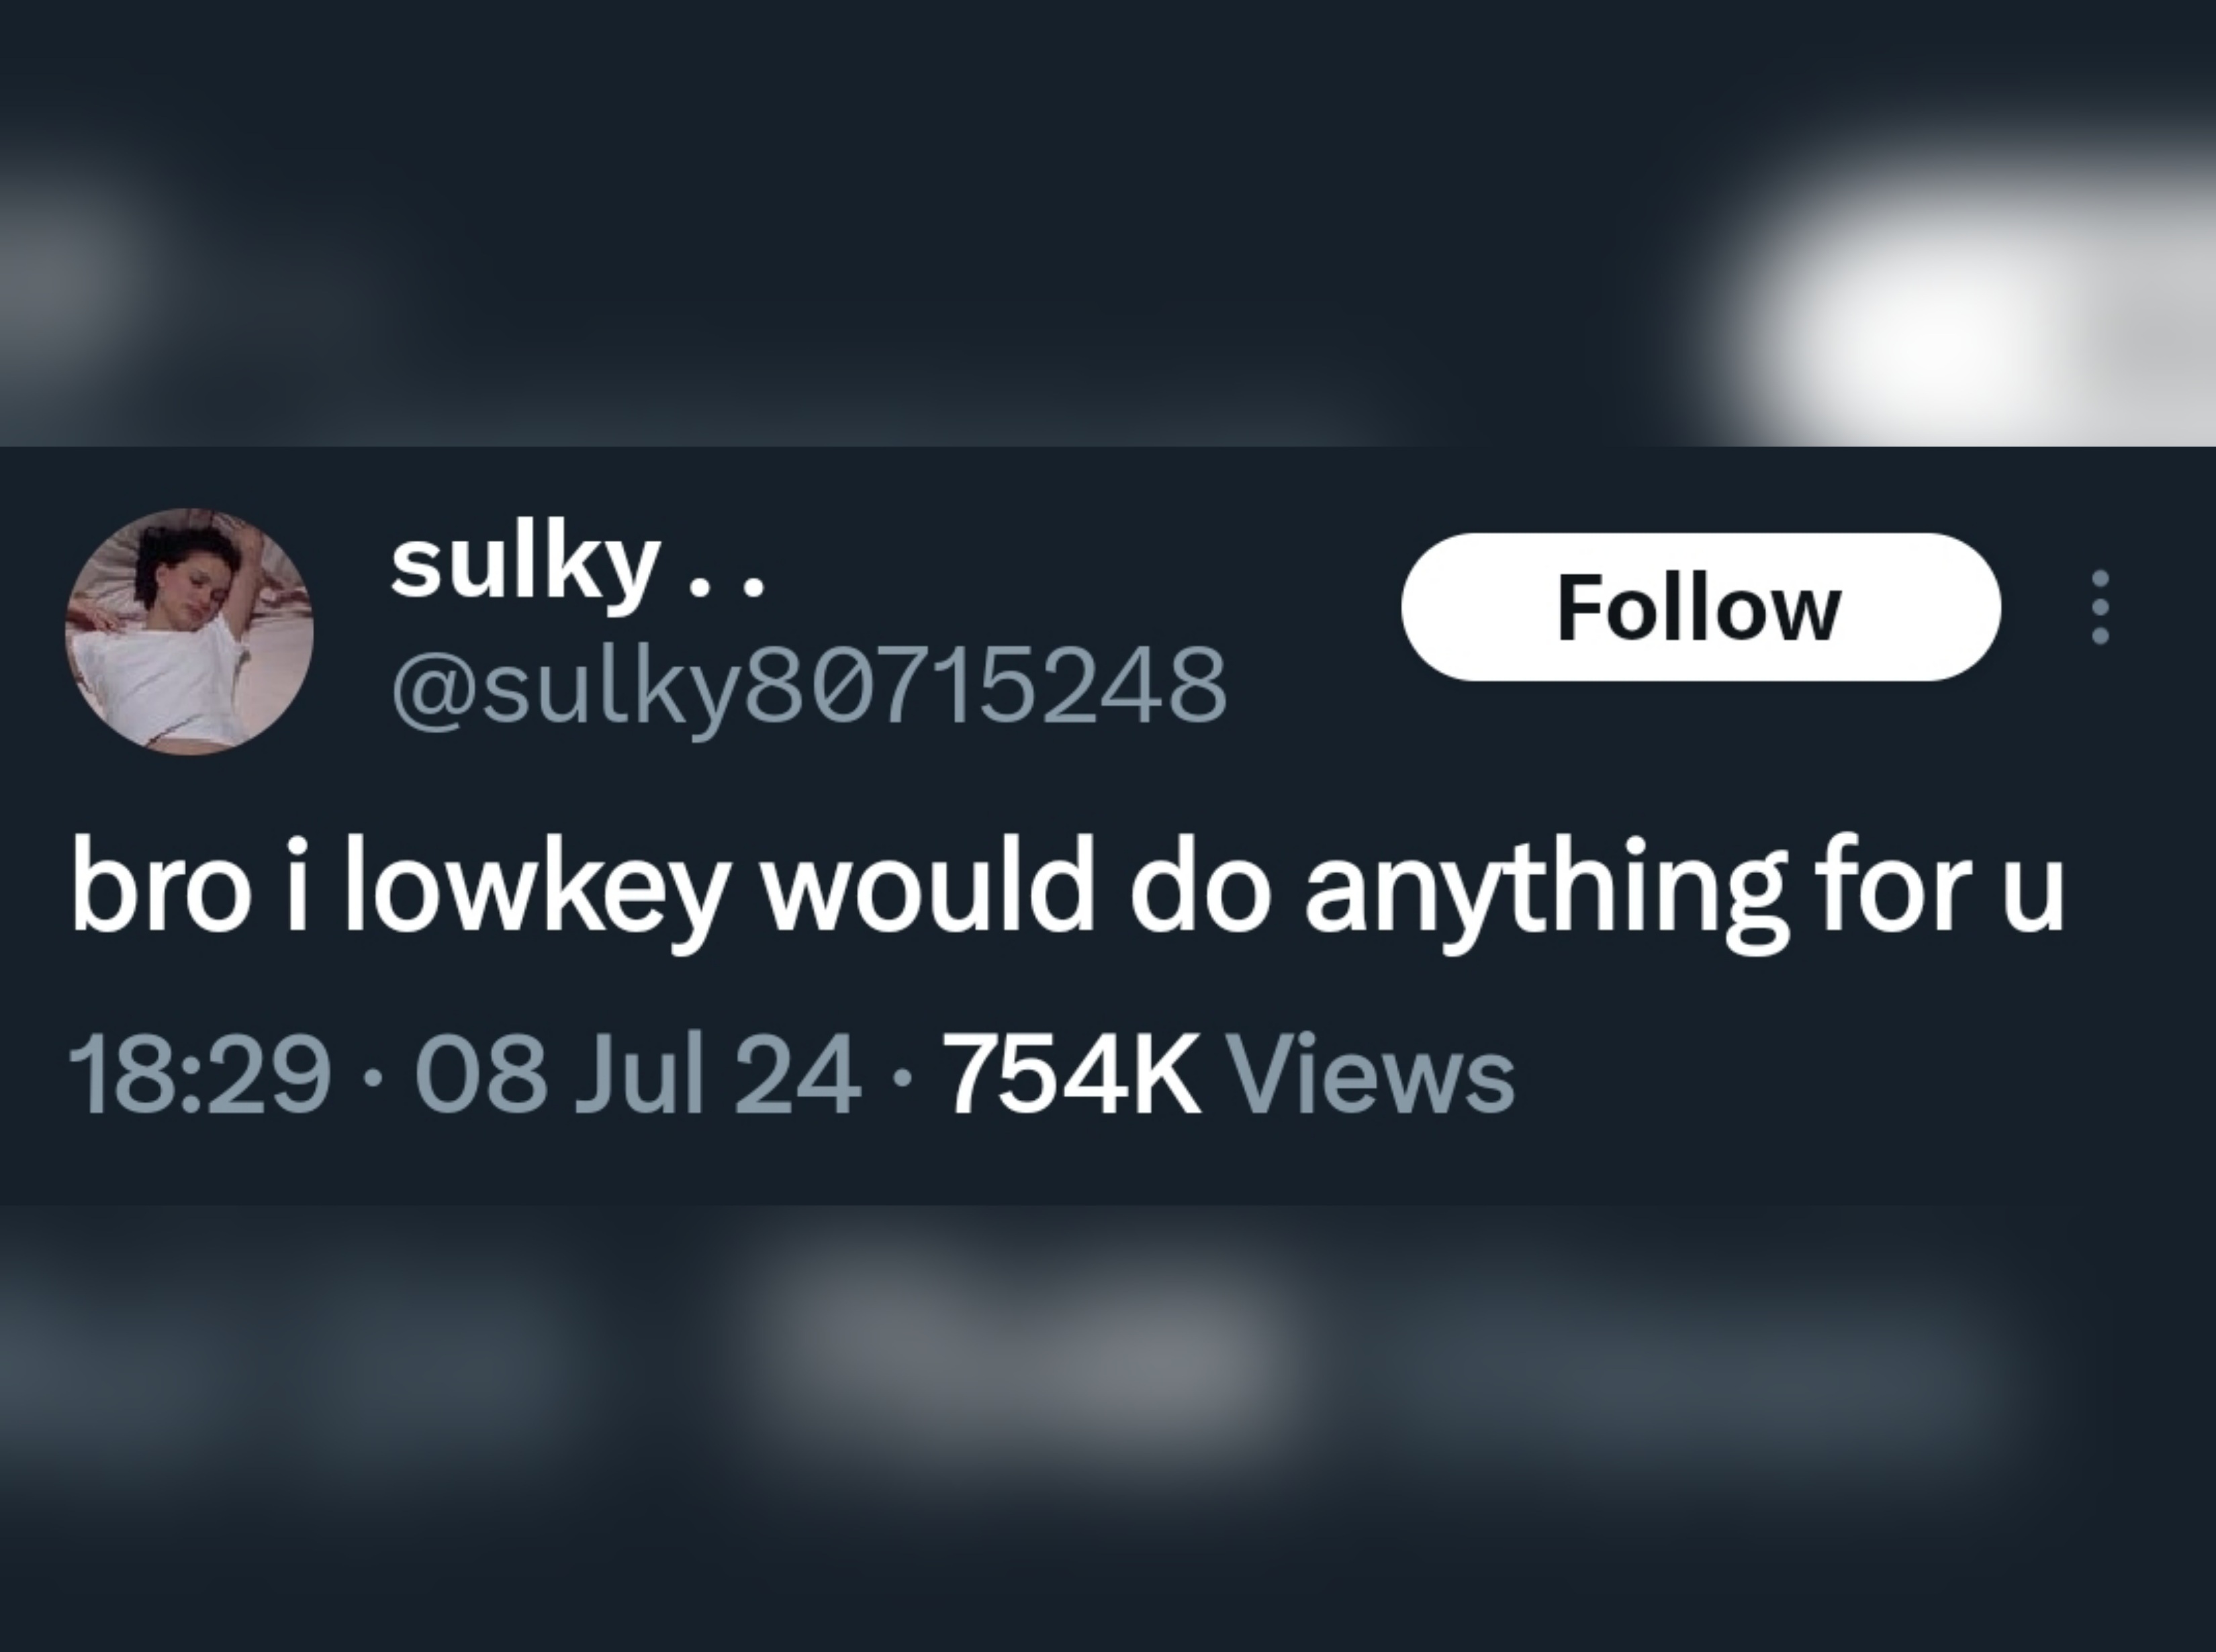 sulky . .
@sulky80715248
Follow
bro i lowkey would do anything for u
18:29 · 08 Jul 24 · 754K Views